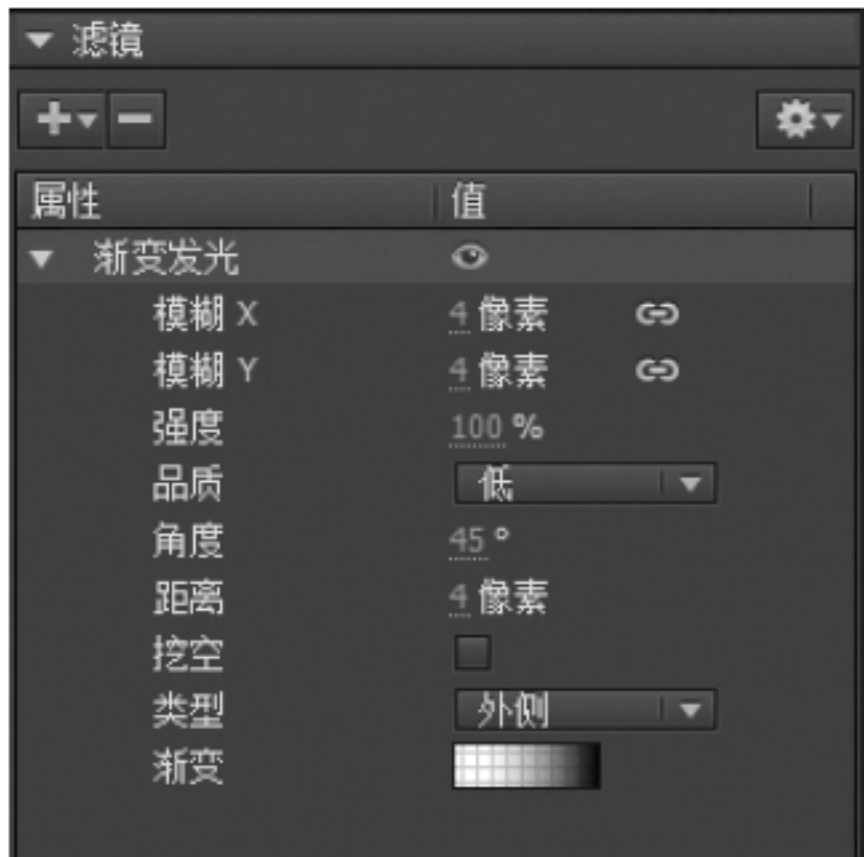 滤镜
属性 值
渐变发光
模糊 X 4 像素
模糊 Y 4 像素
强度 100 %
品质 低
角度 45 °
距离 4 像素
挖空
类型 外侧
渐变